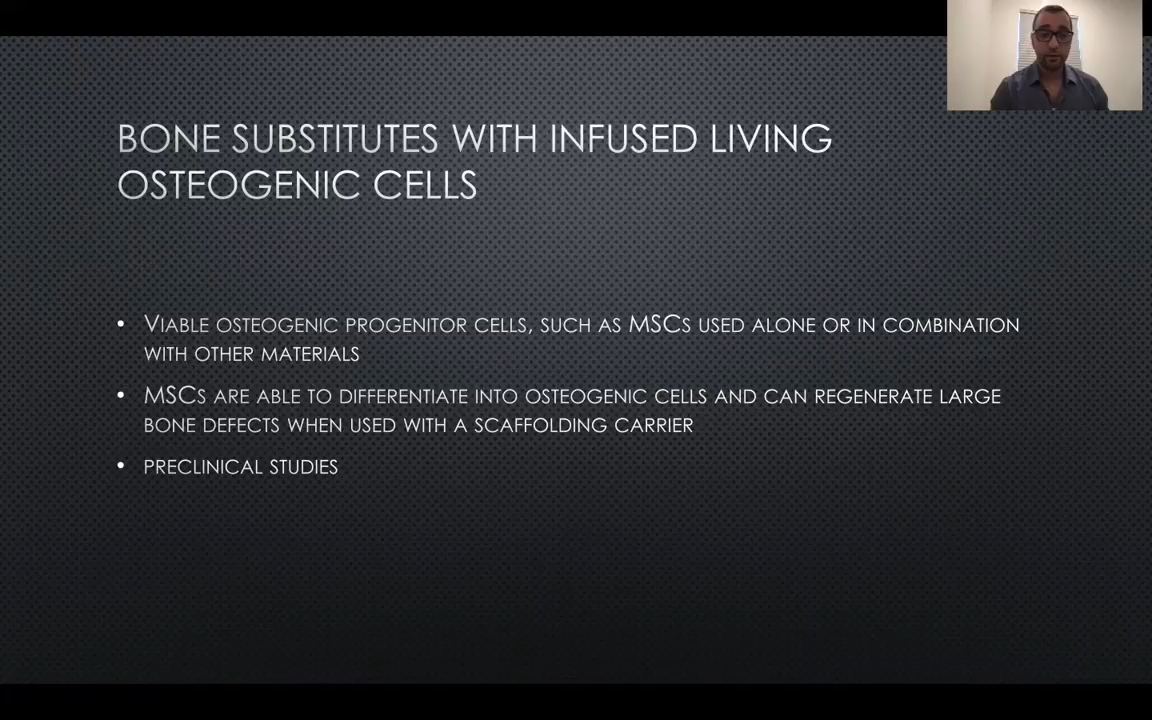 BONE SUBSTITUTES WITH INFUSED LIVING
OSTEOGENIC CELLS
• VIABLE OSTEOGENIC PROGENITOR CELLS, SUCH AS MSCS USED ALONE OR IN COMBINATION
WITH OTHER MATERIALS
• MSCS ARE ABLE TO DIFFERENTIATE INTO OSTEOGENIC CELLS AND CAN REGENERATE LARGE
BONE DEFECTS WHEN USED WITH A SCAFFOLDING CARRIER
• PRECLINICAL STUDIES